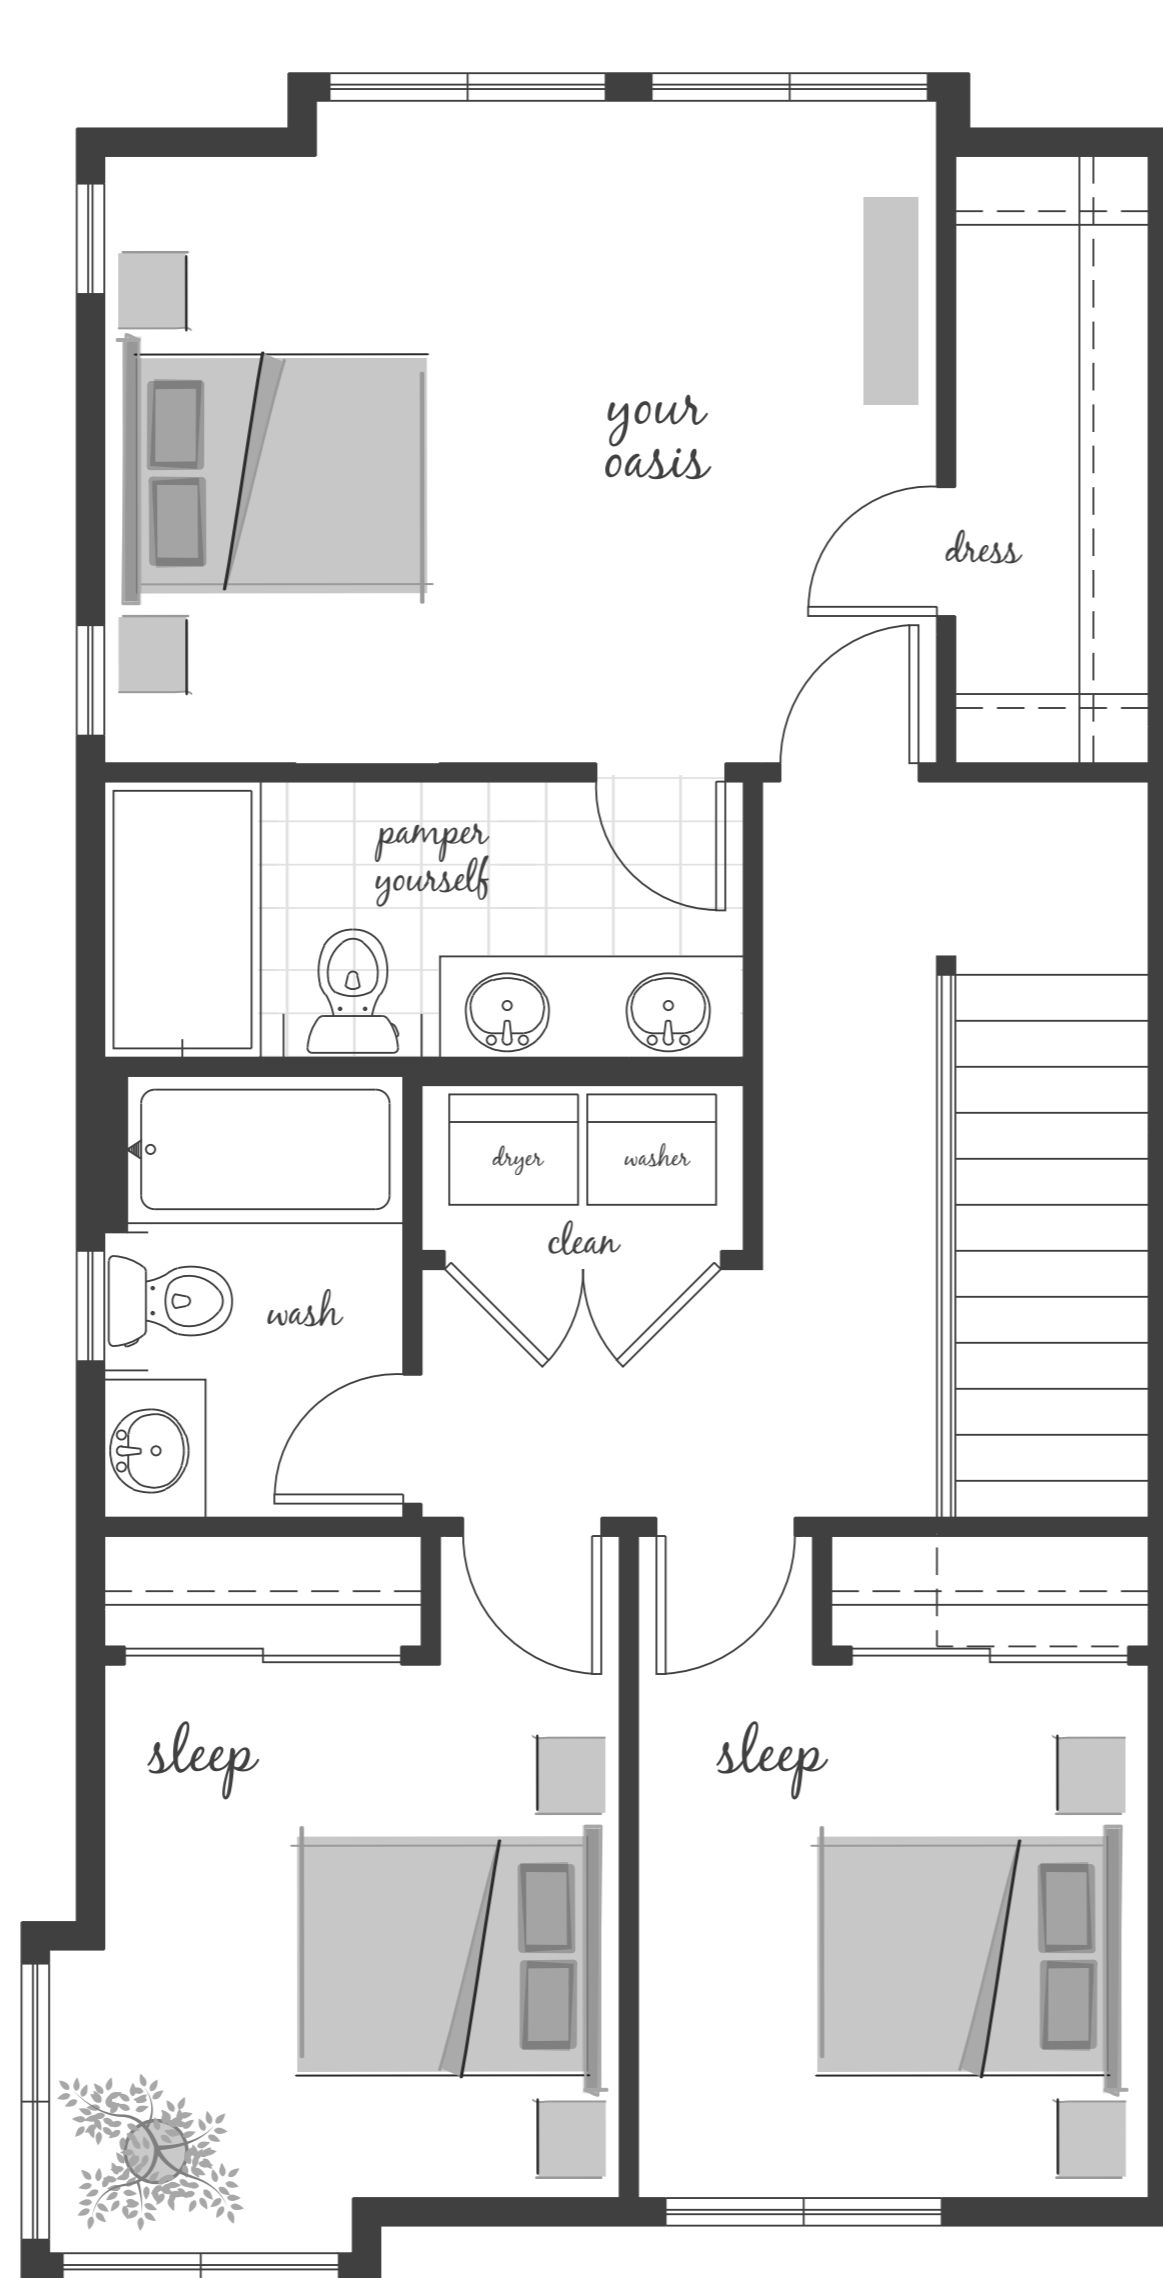 your
oasis
dress
pamper
yourself
dryer
washer
clean
wash
sleep
sleep